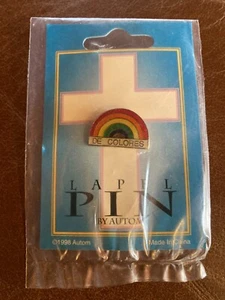 DE COLORES
LAPEL
PIN
BY AUTOM
©1998 Autom
Made In China